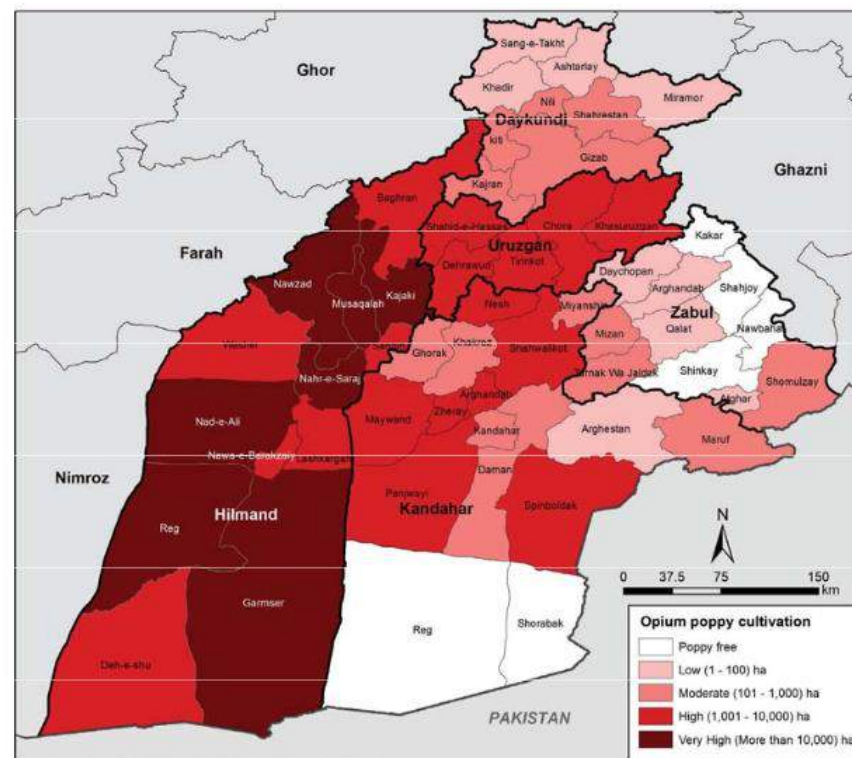 Sang-e-Takht
Ghor
Ashtarlay
Khadir
Miramor
Nili
Shahrestan
Daykundi
kiti
Gizab
Ghazni
Kajran
Baghran
Shahid-e-Hassas
Chora
Khasuruzgan
Kakar
Farah
Uruzgan
Dehrawud
Tirinkot
Daychopan
Nawzad
Kajaki
Musaqalah
Arghandab
Shahjoy
Nesh
Miyanshin
Zabul
Mizan
Qalat
Nawbahar
Washer
Sangin
Ghorak
Khakrez
Shahwalikot
Nahr-e-Saraj
Tarnak Wa Jaldak
Shinkay
Shomulzay
Arghandab
Atghar
Nad-e-Ali
Maywand
Zheray
Kandahar
Arghestan
Maruf
Nawa-e-Barakzaiy
Lashkargah
Daman
Nimroz
Panjwayi
Kandahar
Spinboldak
Reg
Hilmand
N
0 37.5 75 150
km
Garmser
Reg
Shorabak
Deh-e-shu
PAKISTAN
Opium poppy cultivation
Poppy free
Low (1 - 100) ha
Moderate (101 - 1,000) ha
High (1,001 - 10,000) ha
Very High (More than 10,000) ha